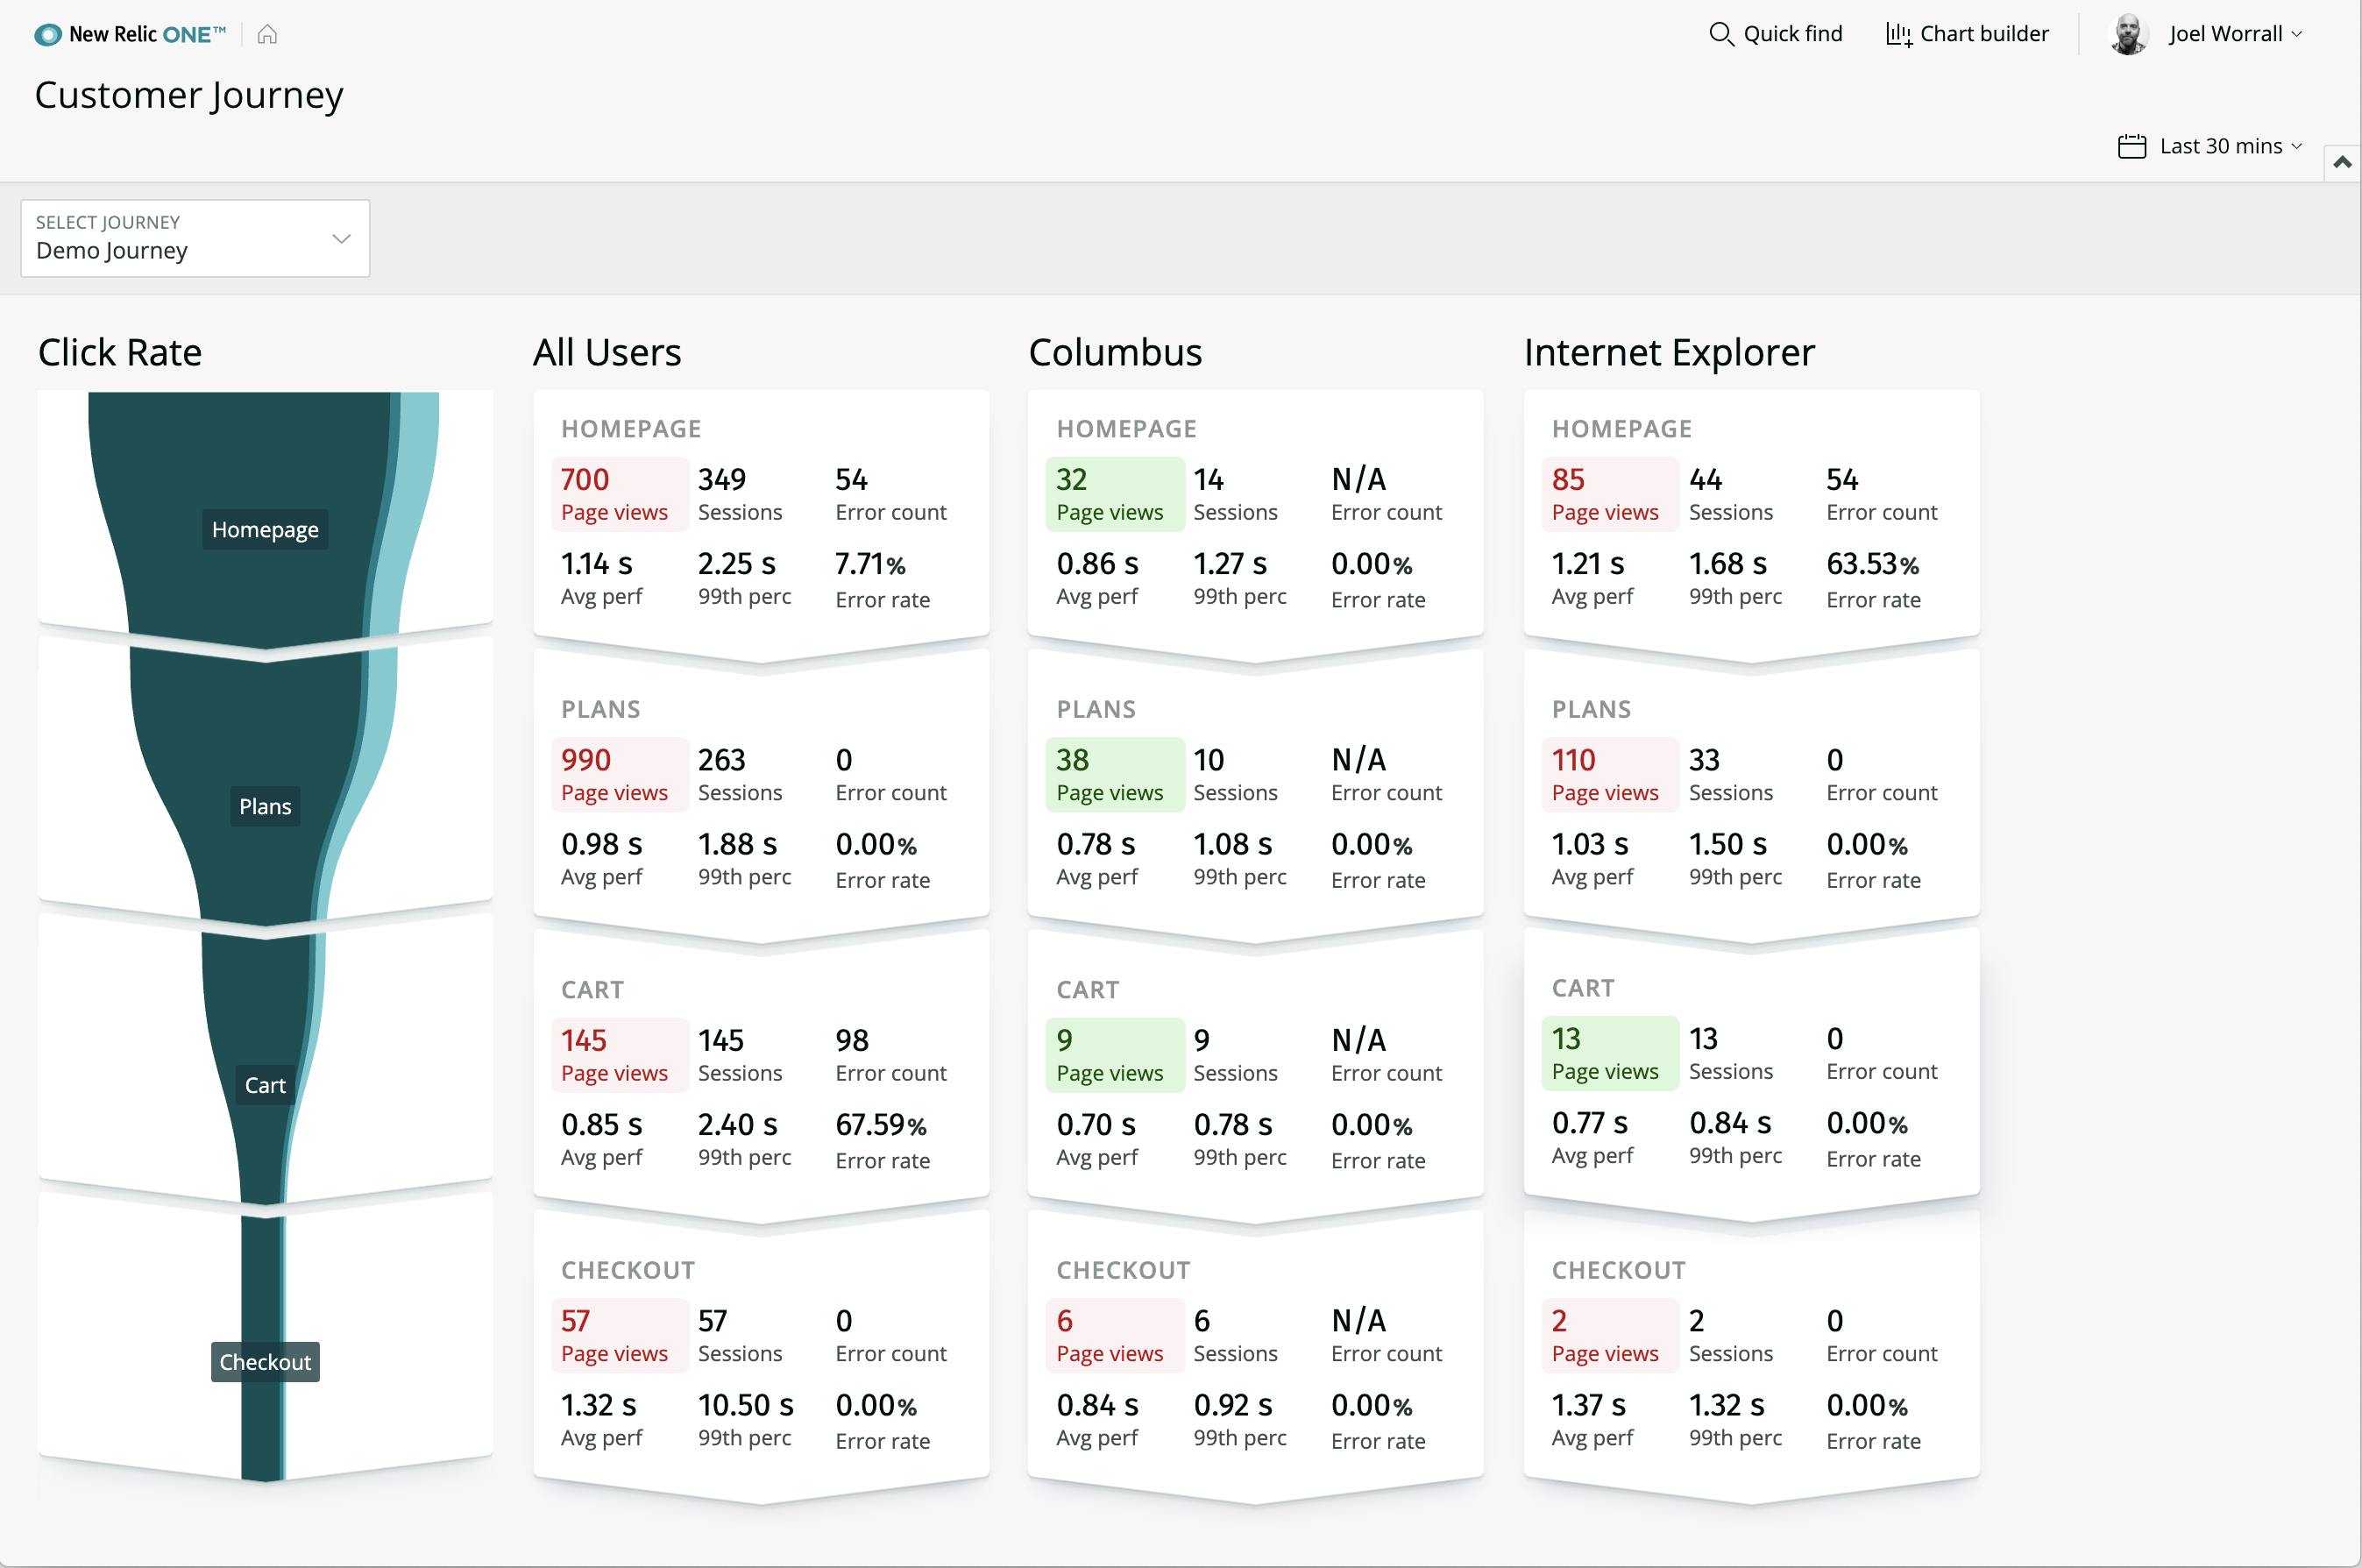 New Relic ONE™
Quick find
Chart builder
Joel Worrall
Customer Journey
Last 30 mins
SELECT JOURNEY
Demo Journey
Click Rate
Homepage
Plans
Cart
Checkout
All Users
HOMEPAGE
700 349 54
Page views Sessions Error count
1.14 s 2.25 s 7.71%
Avg perf 99th perc Error rate
PLANS
990 263 0
Page views Sessions Error count
0.98 s 1.88 s 0.00%
Avg perf 99th perc Error rate
CART
145 145 98
Page views Sessions Error count
0.85 s 2.40 s 67.59%
Avg perf 99th perc Error rate
CHECKOUT
57 57 0
Page views Sessions Error count
1.32 s 10.50 s 0.00%
Avg perf 99th perc Error rate
Columbus
HOMEPAGE
32 14 N/A
Page views Sessions Error count
0.86 s 1.27 s 0.00%
Avg perf 99th perc Error rate
PLANS
38 10 N/A
Page views Sessions Error count
0.78 s 1.08 s 0.00%
Avg perf 99th perc Error rate
CART
9 9 N/A
Page views Sessions Error count
0.70 s 0.78 s 0.00%
Avg perf 99th perc Error rate
CHECKOUT
6 6 N/A
Page views Sessions Error count
0.84 s 0.92 s 0.00%
Avg perf 99th perc Error rate
Internet Explorer
HOMEPAGE
85 44 54
Page views Sessions Error count
1.21 s 1.68 s 63.53%
Avg perf 99th perc Error rate
PLANS
110 33 0
Page views Sessions Error count
1.03 s 1.50 s 0.00%
Avg perf 99th perc Error rate
CART
13 13 0
Page views Sessions Error count
0.77 s 0.84 s 0.00%
Avg perf 99th perc Error rate
CHECKOUT
2 2 0
Page views Sessions Error count
1.37 s 1.32 s 0.00%
Avg perf 99th perc Error rate